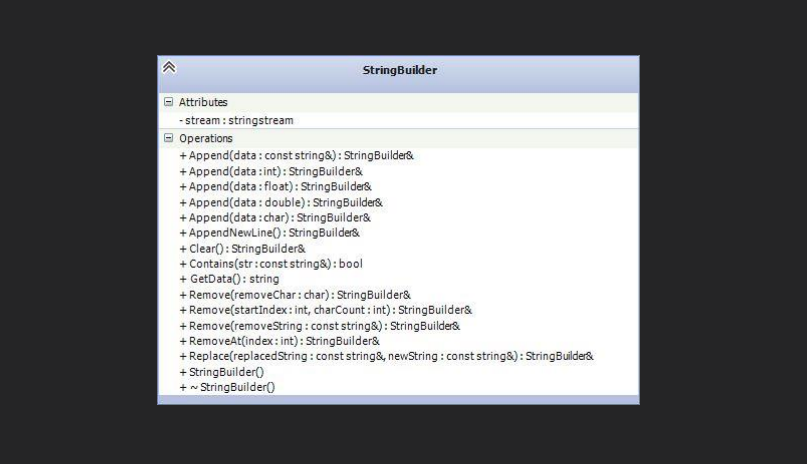 StringBuilder
Attributes
- stream : stringstream
Operations
+ Append(data : const string&) : StringBuilder&
+ Append(data : int) : StringBuilder&
+ Append(data : float) : StringBuilder&
+ Append(data : double) : StringBuilder&
+ Append(data : char) : StringBuilder&
+ AppendNewLine() : StringBuilder&
+ Clear() : StringBuilder&
+ Contains(str : const string&) : bool
+ GetData() : string
+ Remove(removeChar : char) : StringBuilder&
+ Remove(startIndex : int, charCount : int) : StringBuilder&
+ Remove(removeString : const string&) : StringBuilder&
+ RemoveAt(index : int) : StringBuilder&
+ Replace(replacedString : const string&, newString : const string&) : StringBuilder&
+ StringBuilder()
+ ~ StringBuilder()